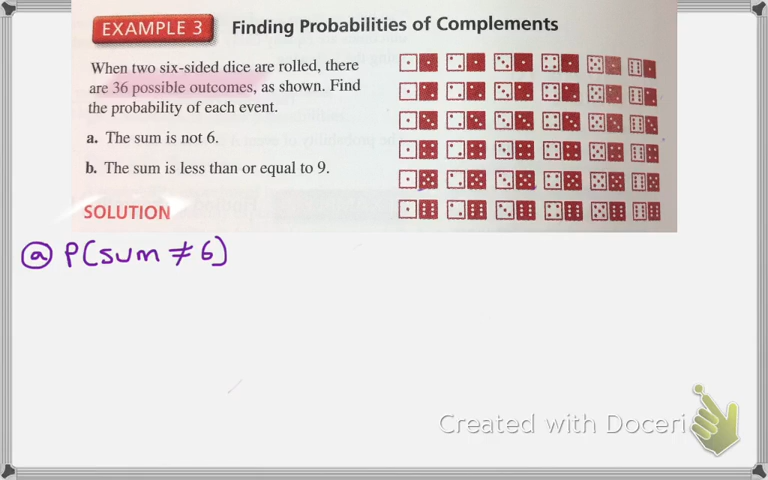 EXAMPLE 3 Finding Probabilities of Complements
When two six-sided dice are rolled, there
are 36 possible outcomes, as shown. Find
the probability of each event.
a. The sum is not 6.
b. The sum is less than or equal to 9.
SOLUTION
a P(sum ≠ 6)
Created with Doceri